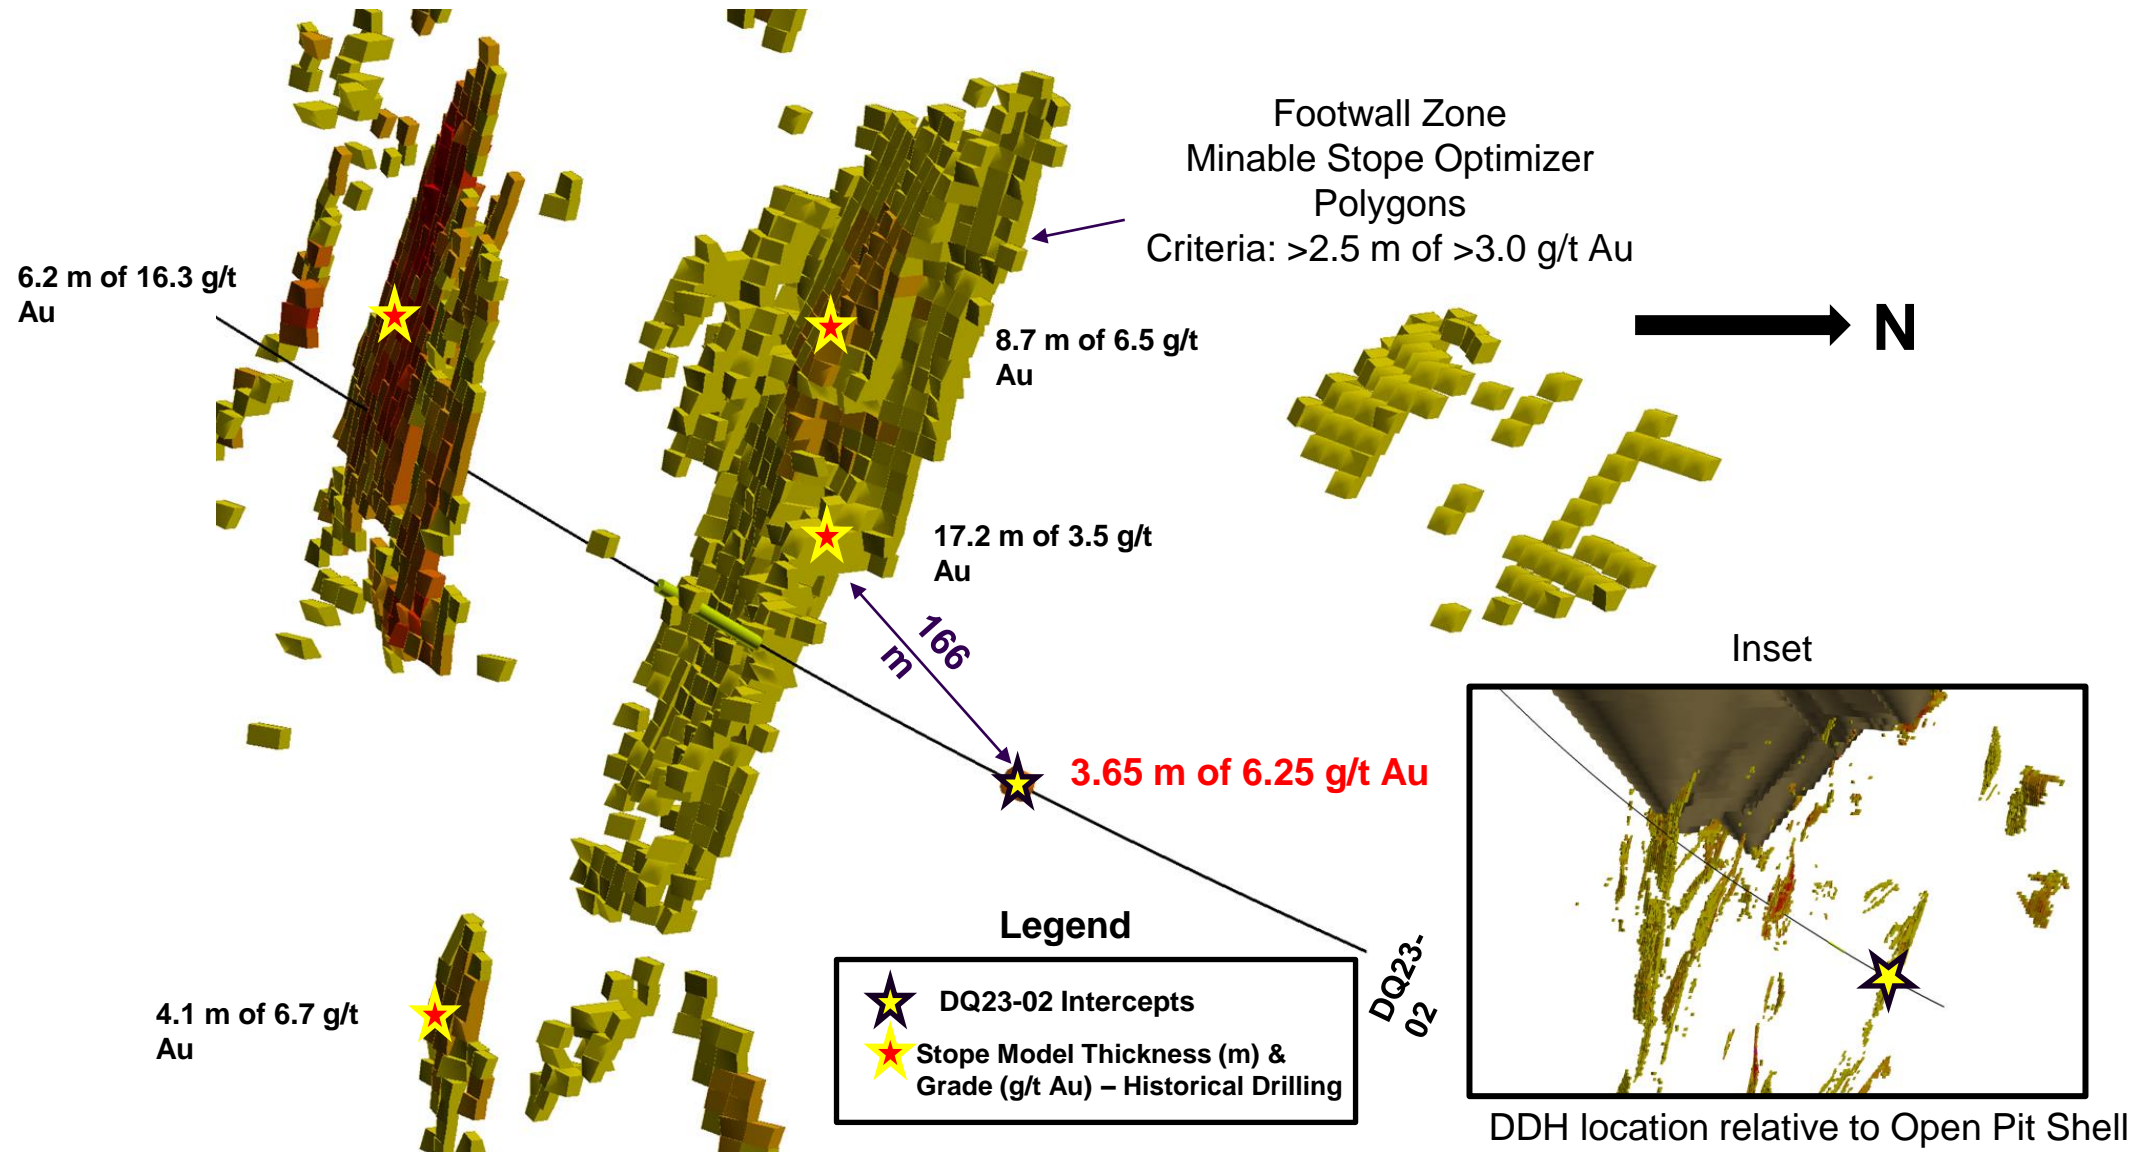 Footwall Zone
Minable Stope Optimizer
Polygons
Criteria: >2.5 m of >3.0 g/t Au
6.2 m of 16.3 g/t
Au
N
8.7 m of 6.5 g/t
Au
17.2 m of 3.5 g/t
Au
166
m
Inset
3.65 m of 6.25 g/t Au
Legend
DQ23-
02
DQ23-02 Intercepts
Stope Model Thickness (m) &
Grade (g/t Au) – Historical Drilling
4.1 m of 6.7 g/t
Au
DDH location relative to Open Pit Shell